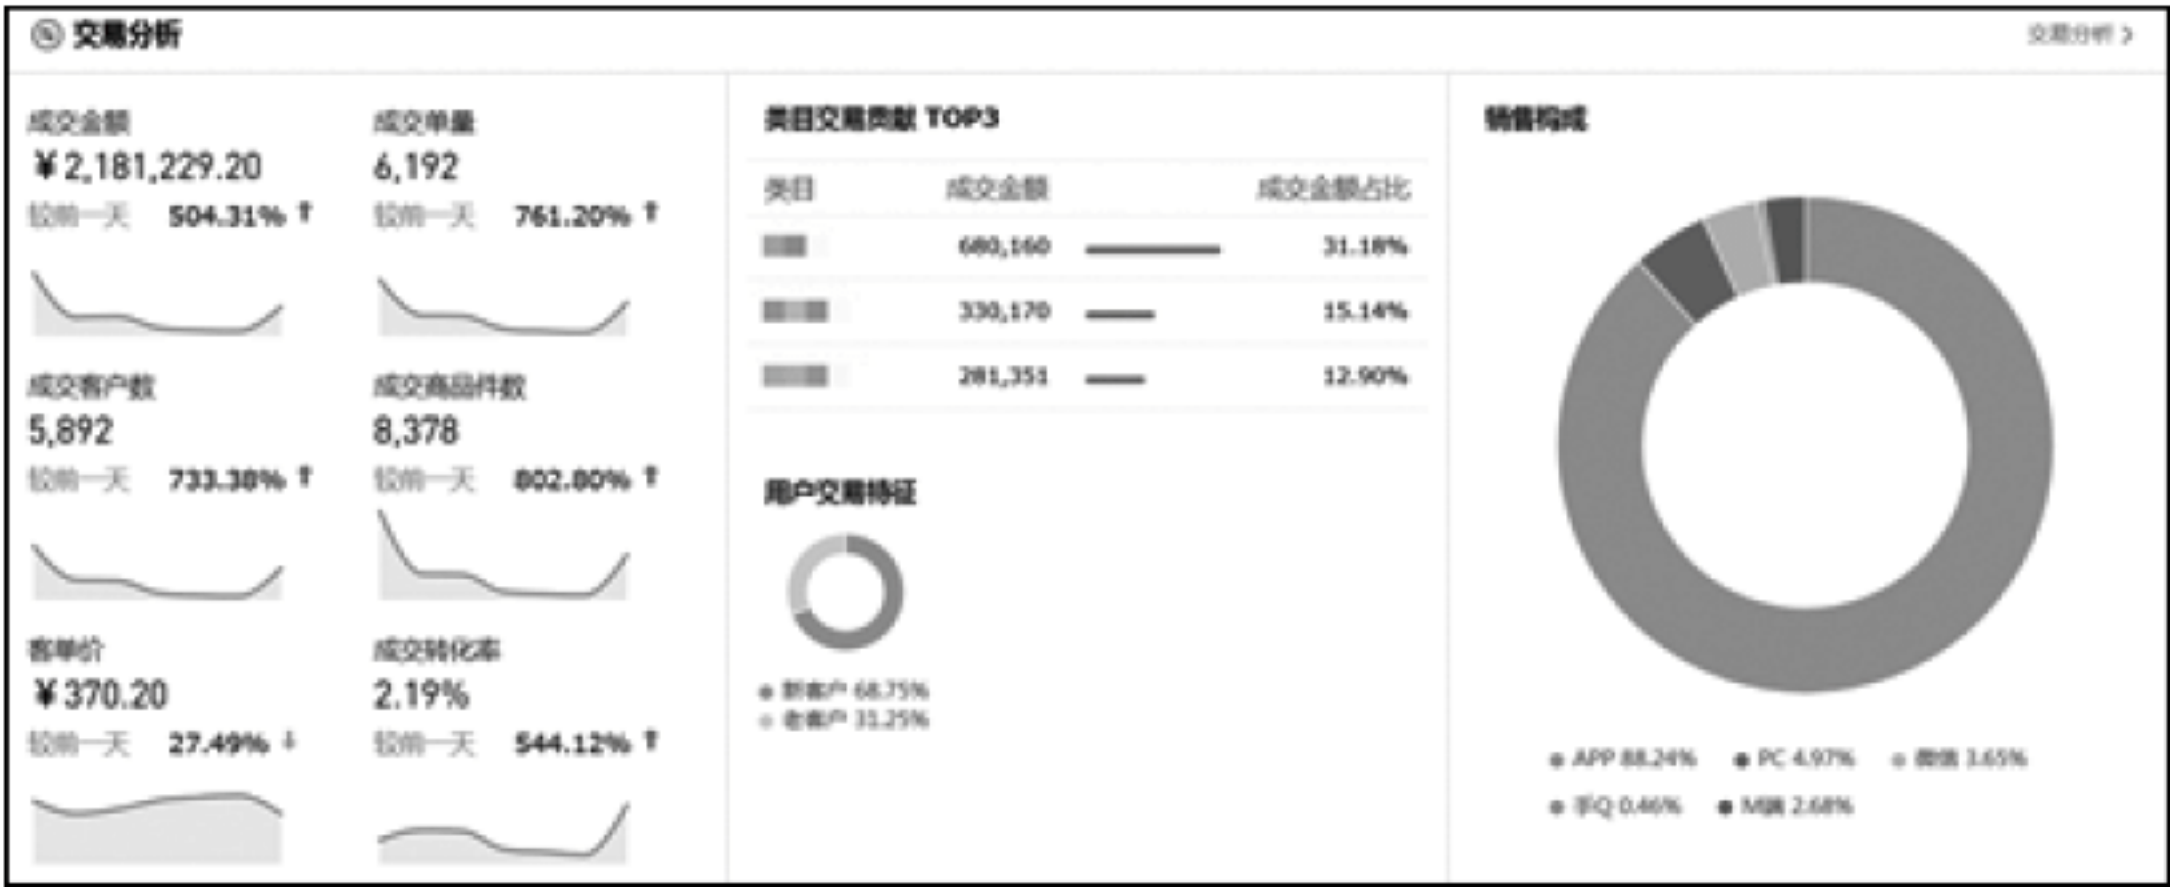 交易分析
交易分析 >
成交金额
¥2,181,229.20
较前一天 504.31% ↑
成交单量
6,192
较前一天 761.20% ↑
成交客户数
5,892
较前一天 733.38% ↑
成交商品件数
8,378
较前一天 802.80% ↑
客单价
¥370.20
较前一天 27.49% ↓
成交转化率
2.19%
较前一天 544.12% ↑
类目交易贡献 TOP3
类目 成交金额 成交金额占比
680,160 31.18%
330,170 15.14%
281,351 12.90%
用户交易特征
新客户 68.75%
老客户 31.25%
销售构成
APP 88.24% PC 4.97% 微信 3.65%
手Q 0.46% M端 2.68%